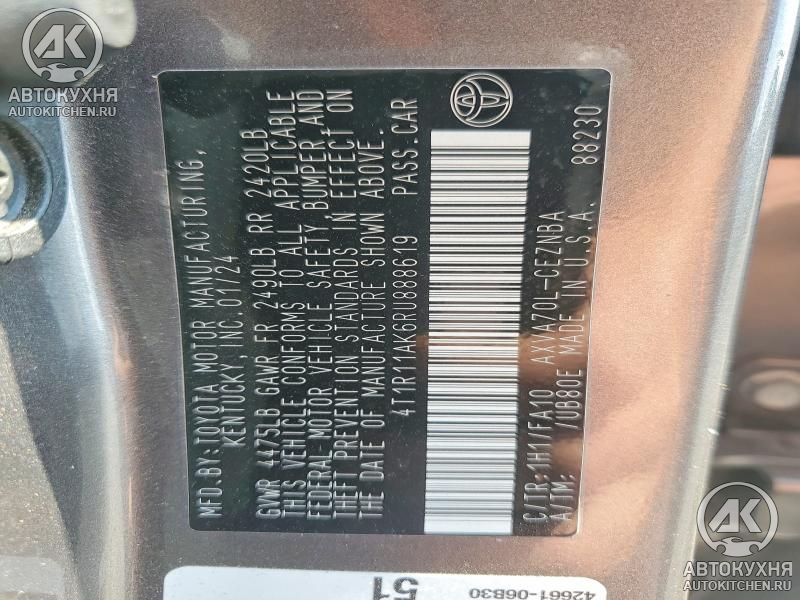 MFD.BY:TOYOTA MOTOR MANUFACTURING,
KENTUCKY, INC. 01/24
GVWR 4475LB GAWR FR 2490LB RR 2420LB
THIS VEHICLE CONFORMS TO ALL APPLICABLE
FEDERAL MOTOR VEHICLE SAFETY, BUMPER AND
THEFT PREVENTION STANDARDS IN EFFECT ON
THE DATE OF MANUFACTURE SHOWN ABOVE.
4T1R11AK6RU888619 PASS.CAR
C/TR:1H1/FA10 AXVA70L-CEZNBA
A/TM: /UB80E MADE IN U.S.A. 88230
51
42661-06B30
АК
АВТОКУХНЯ
AUTOKITCHEN.RU
АК
АВТОКУХНЯ
AUTOKITCHEN.RU